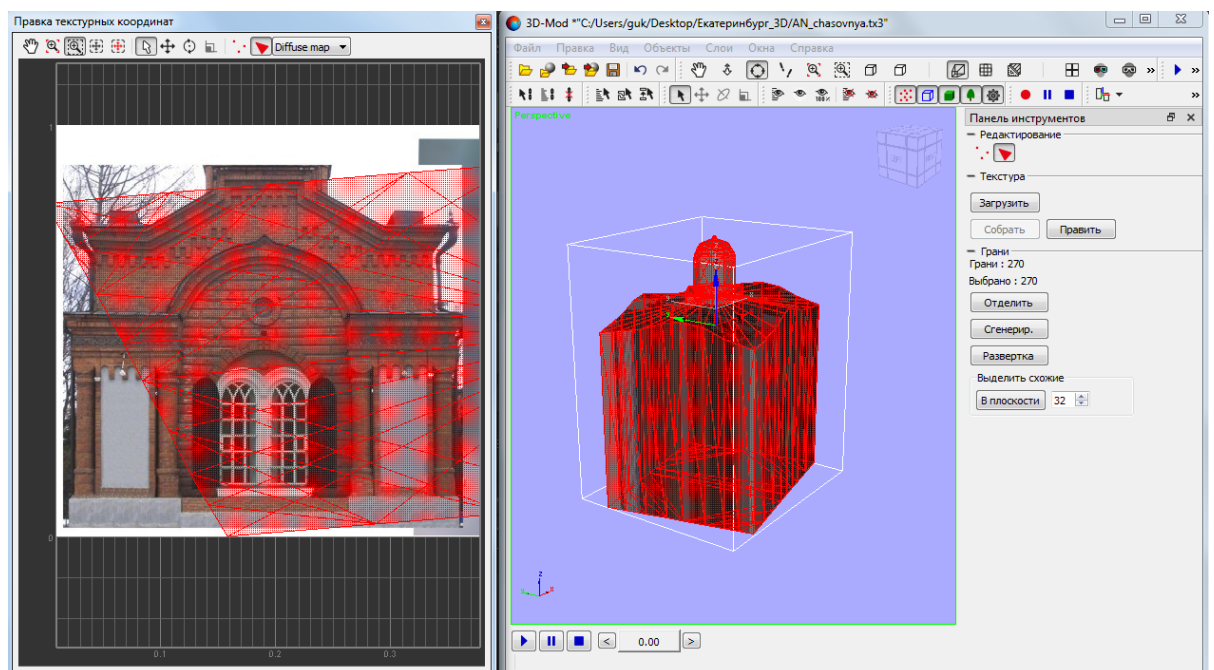 Правка текстурных координат
Diffuse map
1
0
0.1
0.2
0.3
3D-Mod *"C:/Users/guk/Desktop/Екатеринбург_3D/AN_chasovnya.tx3"
Файл Правка Вид Объекты Слои Окна Справка
100%
Perspective
z
y
x
0.00
Панель инструментов
Редактирование
Текстура
Загрузить
Собрать Править
Грани
Грани : 270
Выбрано : 270
Отделить
Сгенерир.
Развертка
Выделить схожие
В плоскости 32